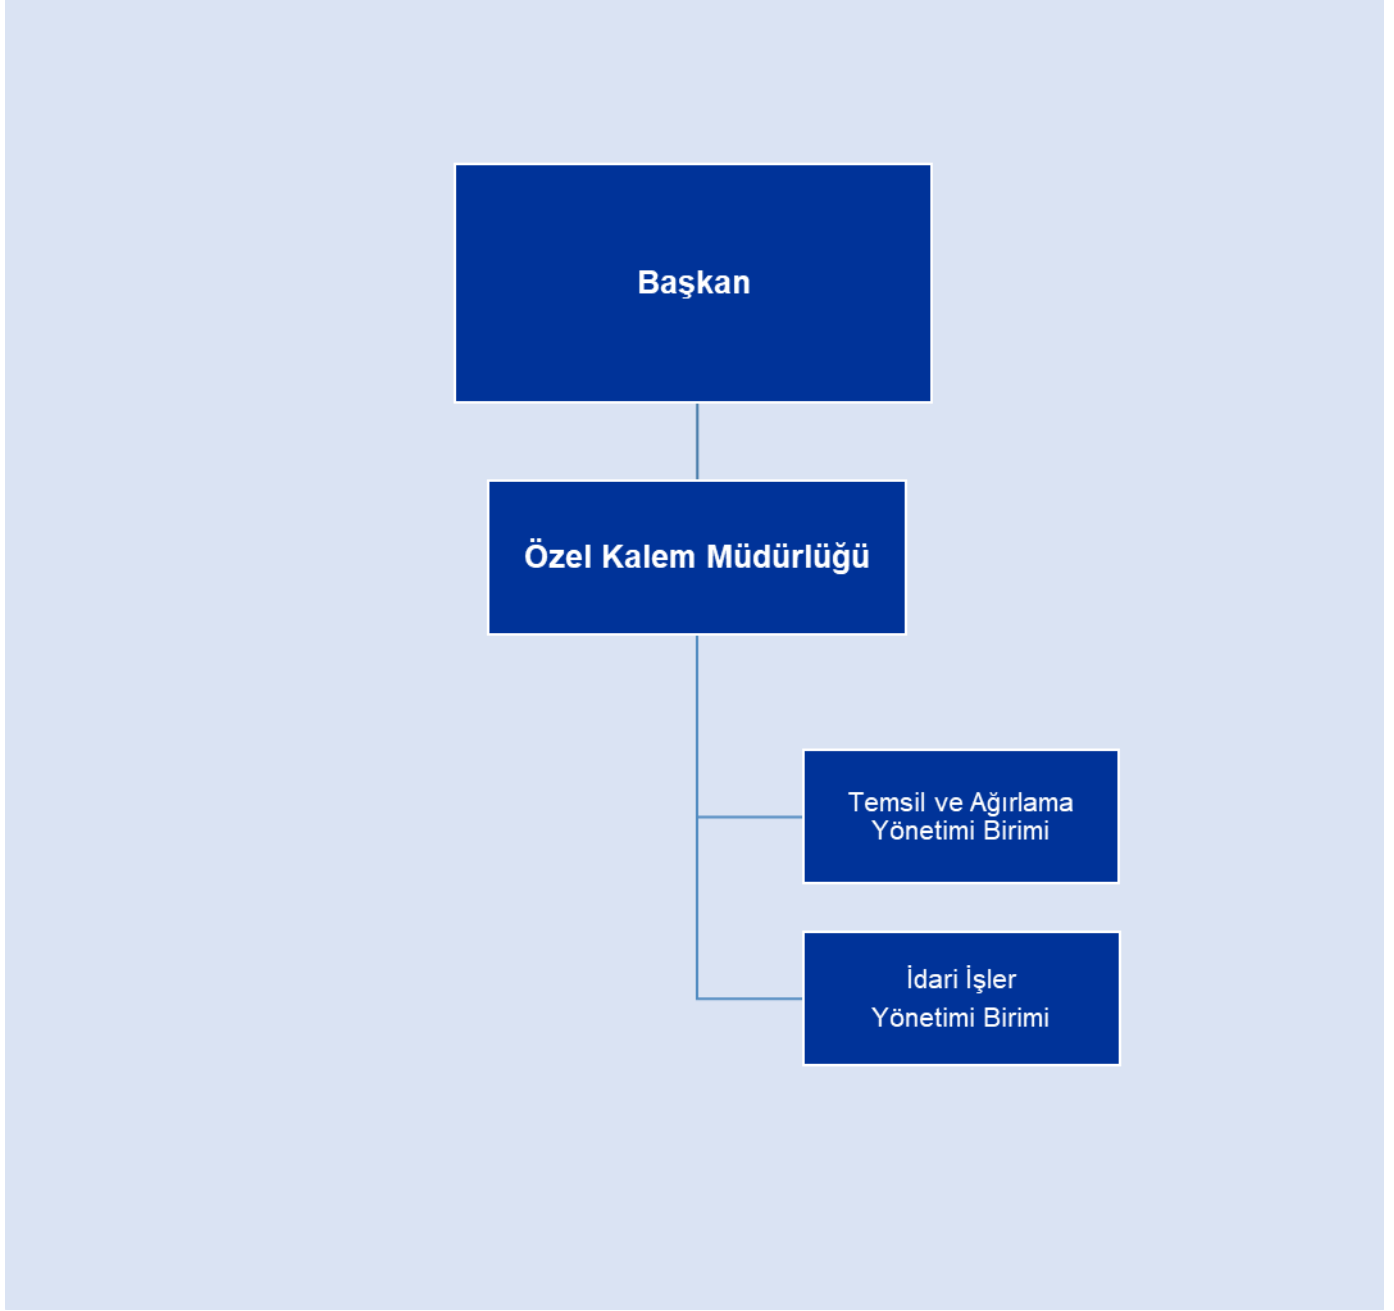 Başkan
Özel Kalem Müdürlüğü
Temsil ve Ağırlama
Yönetimi Birimi
İdari İşler
Yönetimi Birimi